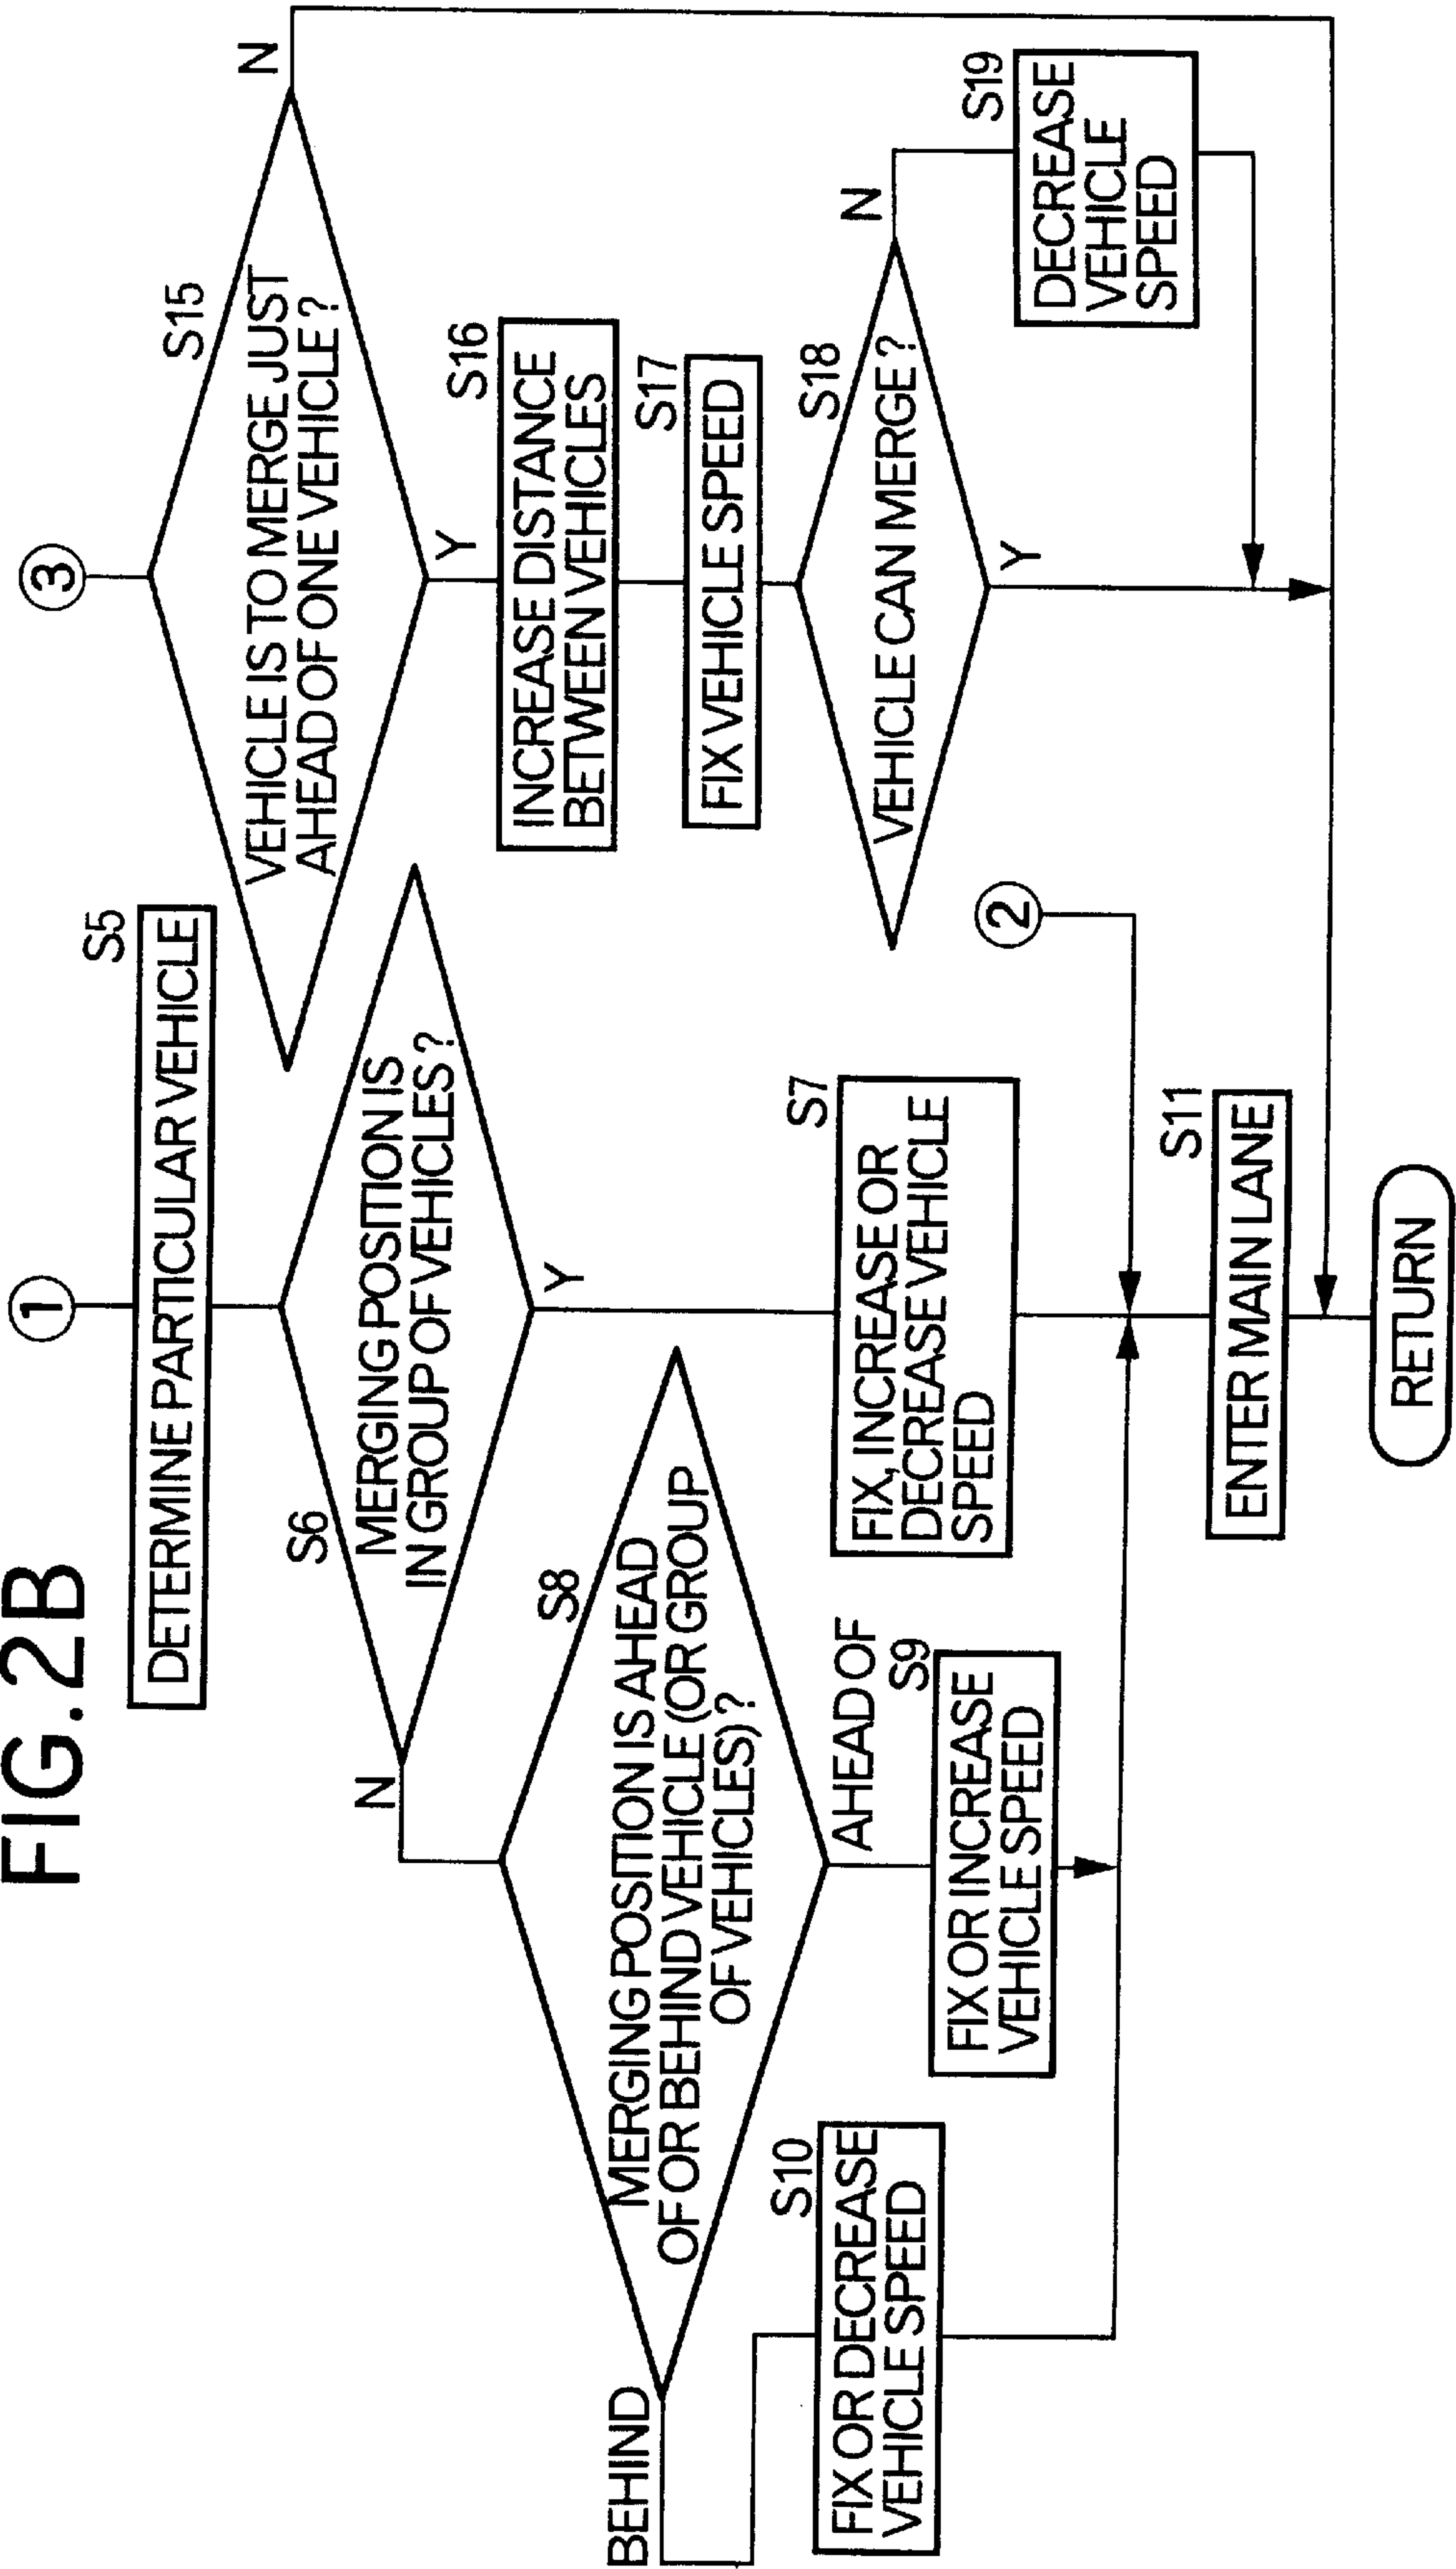 FIG.2B
1
S5
DETERMINE PARTICULAR VEHICLE
S6
MERGING POSITION IS
IN GROUP OF VEHICLES?
N
Y
S8
MERGING POSITION IS AHEAD
OF OR BEHIND VEHICLE (OR GROUP
OF VEHICLES)?
BEHIND
AHEAD OF
S10
FIX OR DECREASE
VEHICLE SPEED
S9
FIX OR INCREASE
VEHICLE SPEED
S7
FIX, INCREASE OR
DECREASE VEHICLE
SPEED
2
S11
ENTER MAIN LANE
RETURN
3
S15
VEHICLE IS TO MERGE JUST
AHEAD OF ONE VEHICLE?
N
Y
S16
INCREASE DISTANCE
BETWEEN VEHICLES
S17
FIX VEHICLE SPEED
S18
VEHICLE CAN MERGE?
N
Y
S19
DECREASE
VEHICLE
SPEED